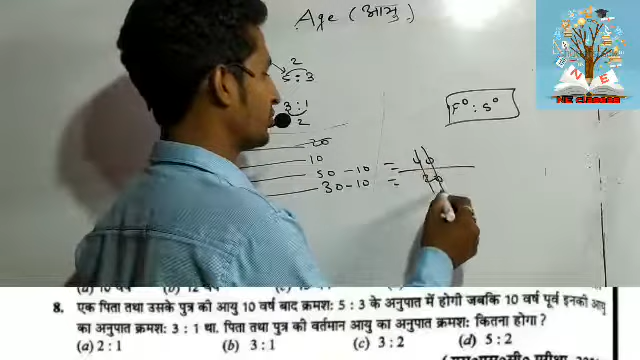 Age (आयु)
2
5 : 3
3 : 1
2
F⁰ : S⁰
10
50 - 10 = 40
30 - 10 = 20
8. एक पिता तथा उसके पुत्र की आयु 10 वर्ष बाद क्रमशः 5 : 3 के अनुपात में होगी जबकि 10 वर्ष पूर्व इनकी आयु
का अनुपात क्रमशः 3 : 1 था. पिता तथा पुत्र की वर्तमान आयु का अनुपात क्रमशः कितना होगा ?
(a) 2 : 1 (b) 3 : 1 (c) 3 : 2 (d) 5 : 2